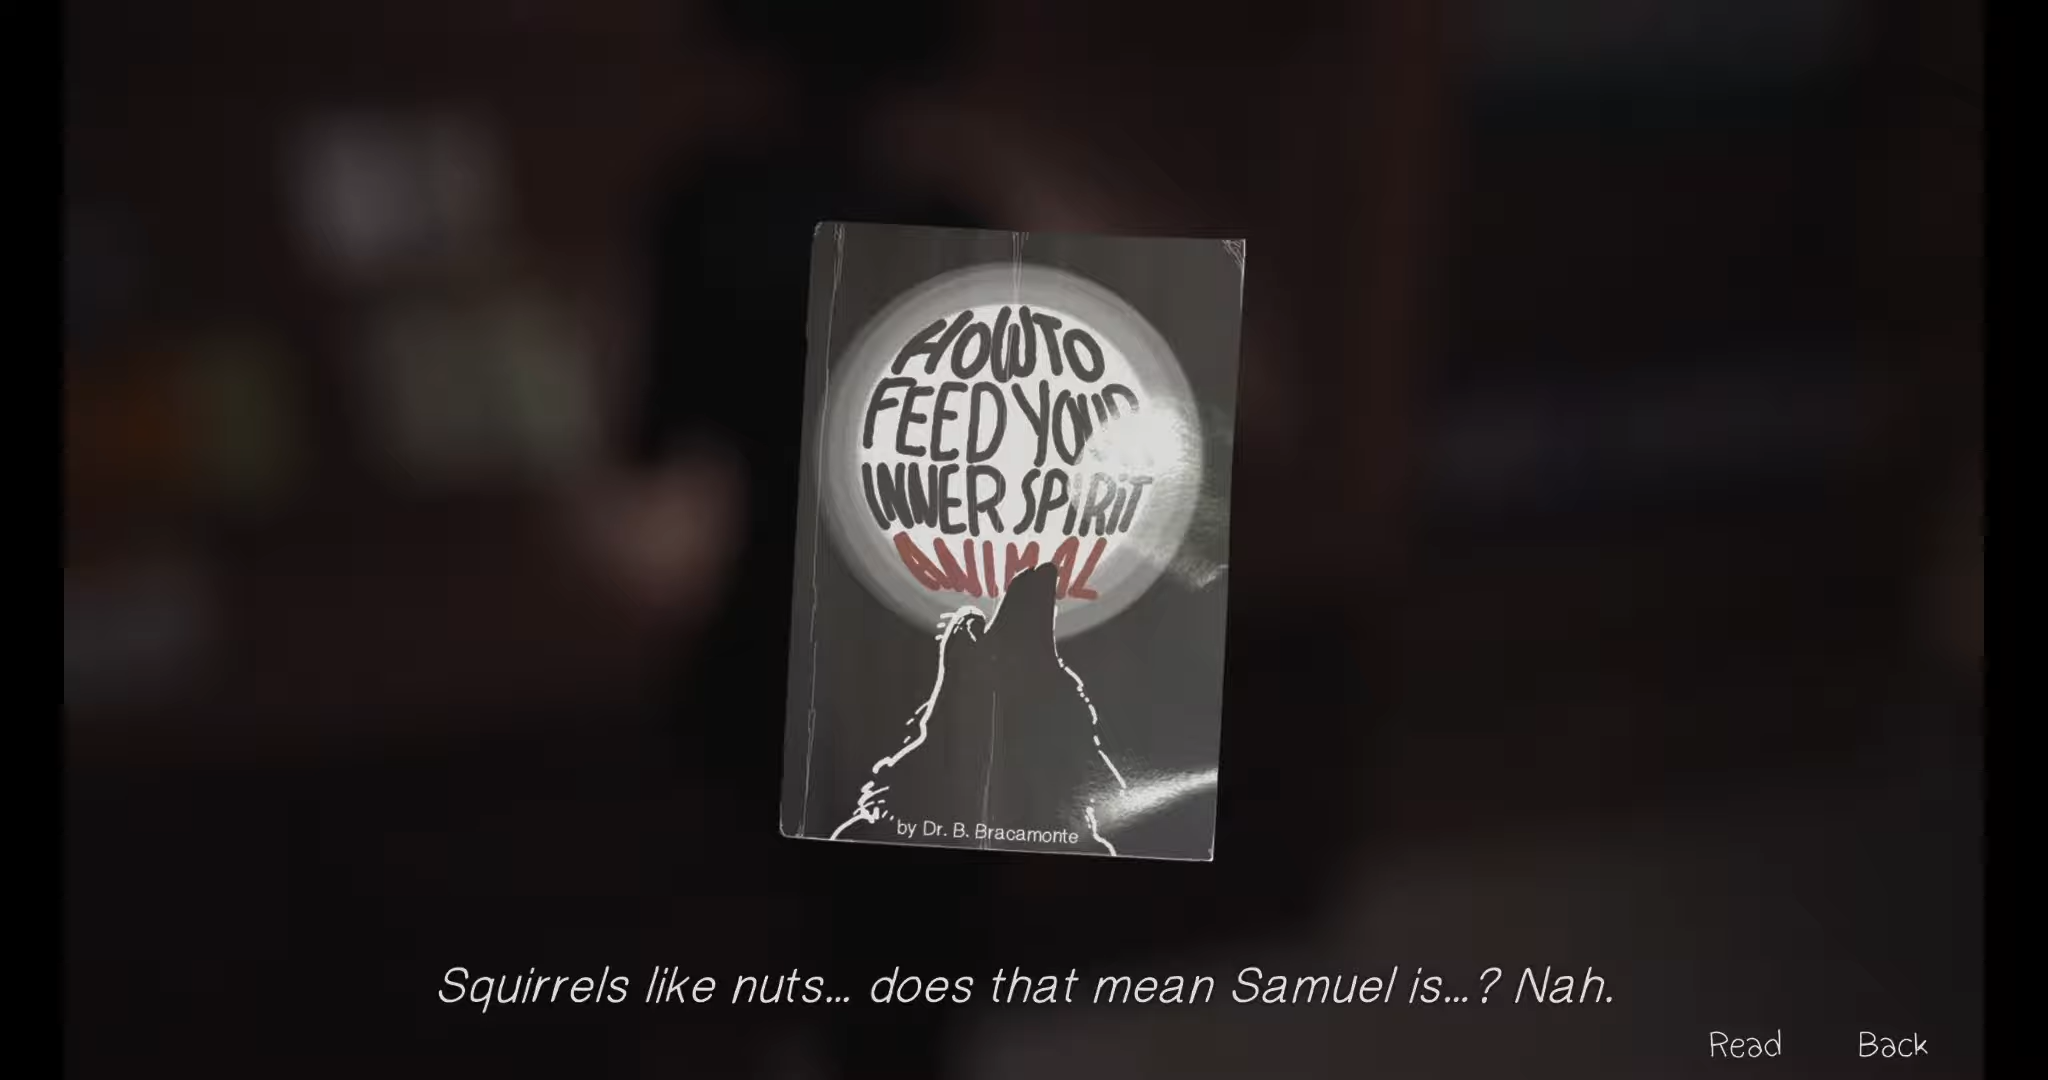 HOW TO
FEED YOUR
INNER SPIRIT
ANIMAL
by Dr. B. Bracamonte
Squirrels like nuts... does that mean Samuel is...? Nah.
Read Back